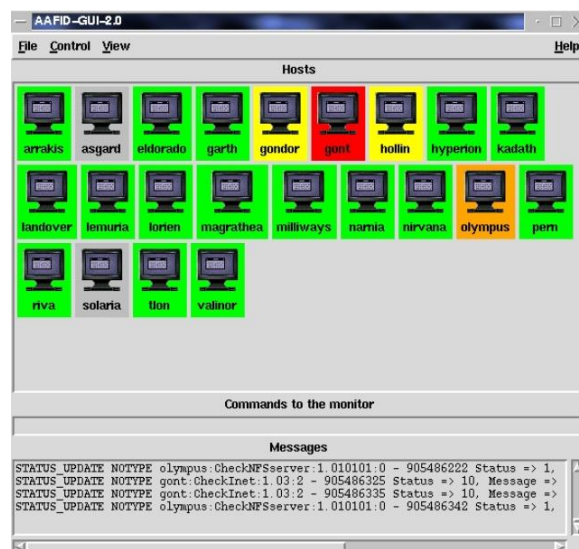 AAFID-GUI-2.0
File Control View Help
Hosts
arrakis asgard eldorado garth gondor gont hollin hyperion kadath
landover lemuria lorien magrathea milliways narnia nirvana olympus pern
riva solaria tlon valinor
Commands to the monitor
Messages
STATUS_UPDATE NOTYPE olympus:CheckNFSserver:1.010101:0 - 905486222 Status => 1,
STATUS_UPDATE NOTYPE gont:CheckInet:1.03:2 - 905486325 Status => 10, Message =>
STATUS_UPDATE NOTYPE gont:CheckInet:1.03:2 - 905486335 Status => 10, Message =>
STATUS_UPDATE NOTYPE olympus:CheckNFSserver:1.010101:0 - 905486342 Status => 1,